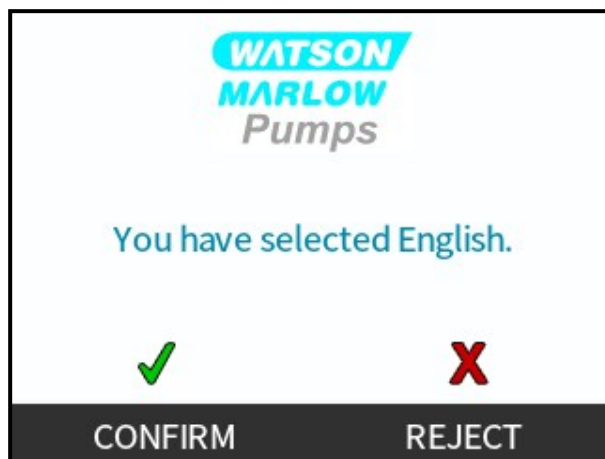 WATSON
MARLOW
Pumps
You have selected English.
CONFIRM REJECT